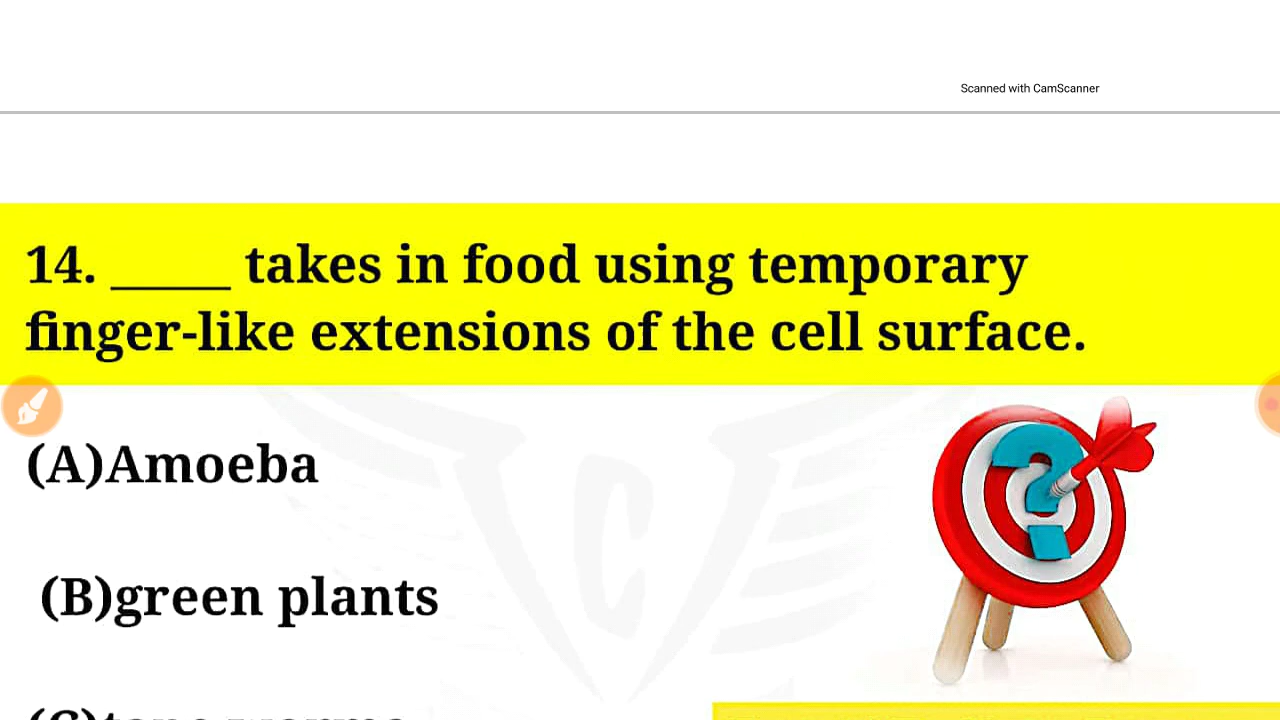 Scanned with CamScanner
14. _____ takes in food using temporary
finger-like extensions of the cell surface.
(A)Amoeba
(B)green plants